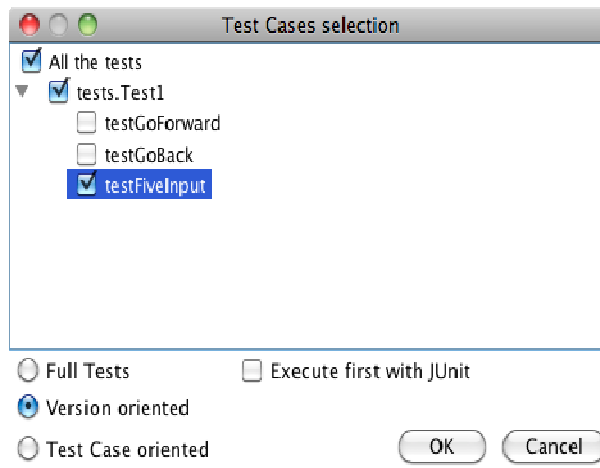 Test Cases selection
All the tests
tests.Test1
testGoForward
testGoBack
testFiveInput
Full Tests
Execute first with JUnit
Version oriented
Test Case oriented
OK
Cancel